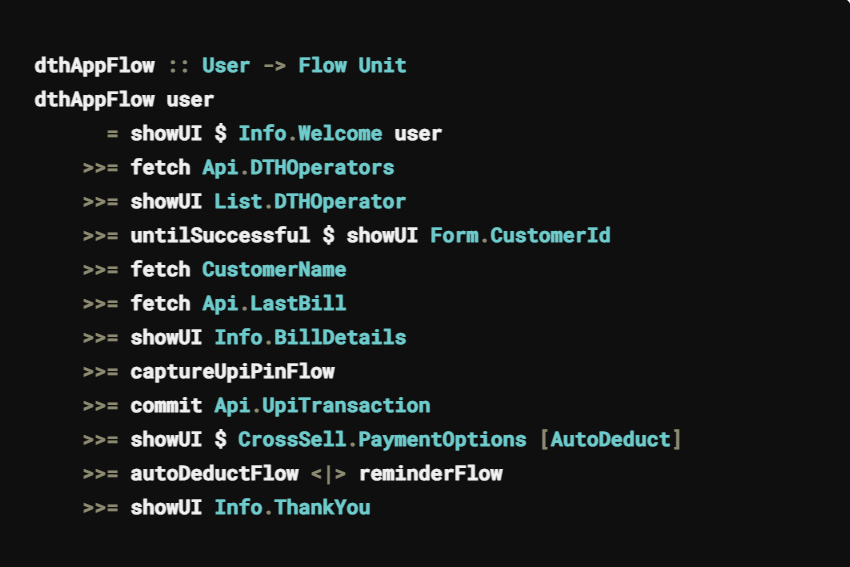 dthAppFlow :: User -> Flow Unit
dthAppFlow user
      = showUI $ Info.Welcome user
    >>= fetch Api.DTHOperators
    >>= showUI List.DTHOperator
    >>= untilSuccessful $ showUI Form.CustomerId
    >>= fetch CustomerName
    >>= fetch Api.LastBill
    >>= showUI Info.BillDetails
    >>= captureUpiPinFlow
    >>= commit Api.UpiTransaction
    >>= showUI $ CrossSell.PaymentOptions [AutoDeduct]
    >>= autoDeductFlow <|> reminderFlow
    >>= showUI Info.ThankYou